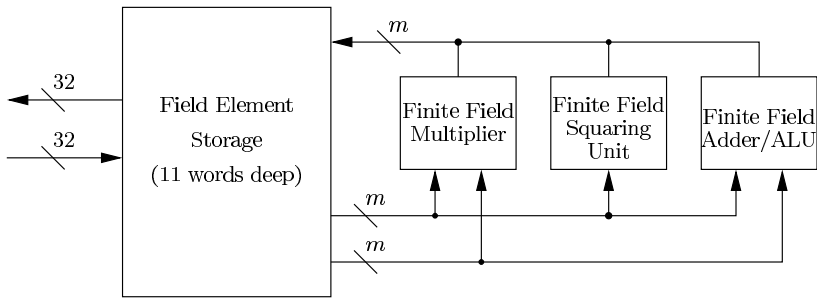 m
32
32
Field Element
Storage
(11 words deep)
Finite Field
Multiplier
Finite Field
Squaring
Unit
Finite Field
Adder/ALU
m
m